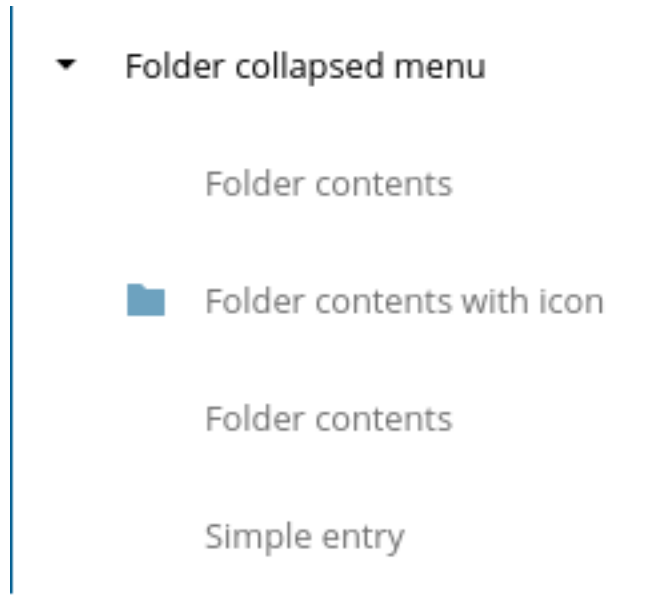 Folder collapsed menu
Folder contents
Folder contents with icon
Folder contents
Simple entry